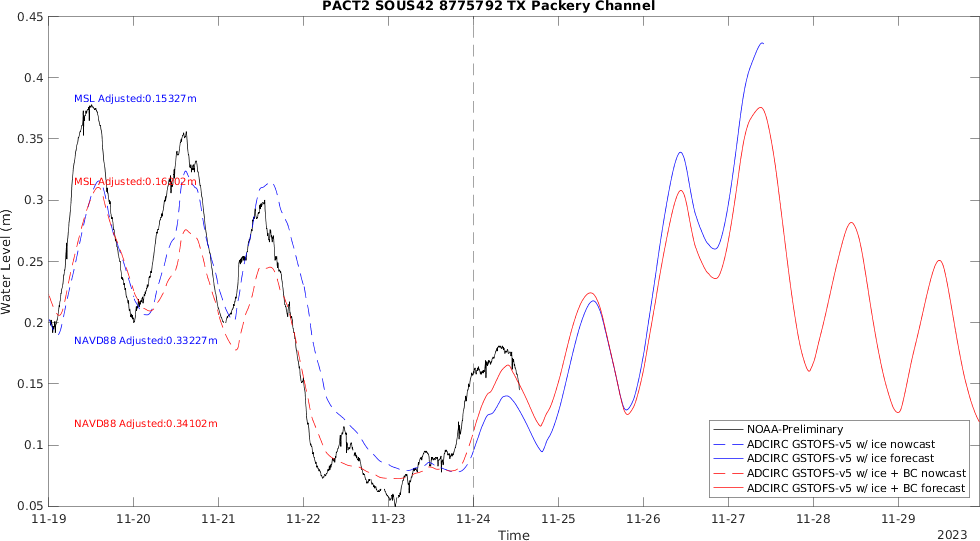 PACT2 SOUS42 8775792 TX Packery Channel
0.45
0.4
0.35
0.3
0.25
0.2
0.15
0.1
0.05
Water Level (m)
MSL Adjusted:0.15327m
MSL Adjusted:0.16102m
NAVD88 Adjusted:0.33227m
NAVD88 Adjusted:0.34102m
NOAA-Preliminary
ADCIRC GSTOFS-v5 w/ ice nowcast
ADCIRC GSTOFS-v5 w/ ice forecast
ADCIRC GSTOFS-v5 w/ ice + BC nowcast
ADCIRC GSTOFS-v5 w/ ice + BC forecast
11-19 11-20 11-21 11-22 11-23 11-24 11-25 11-26 11-27 11-28 11-29
Time
2023